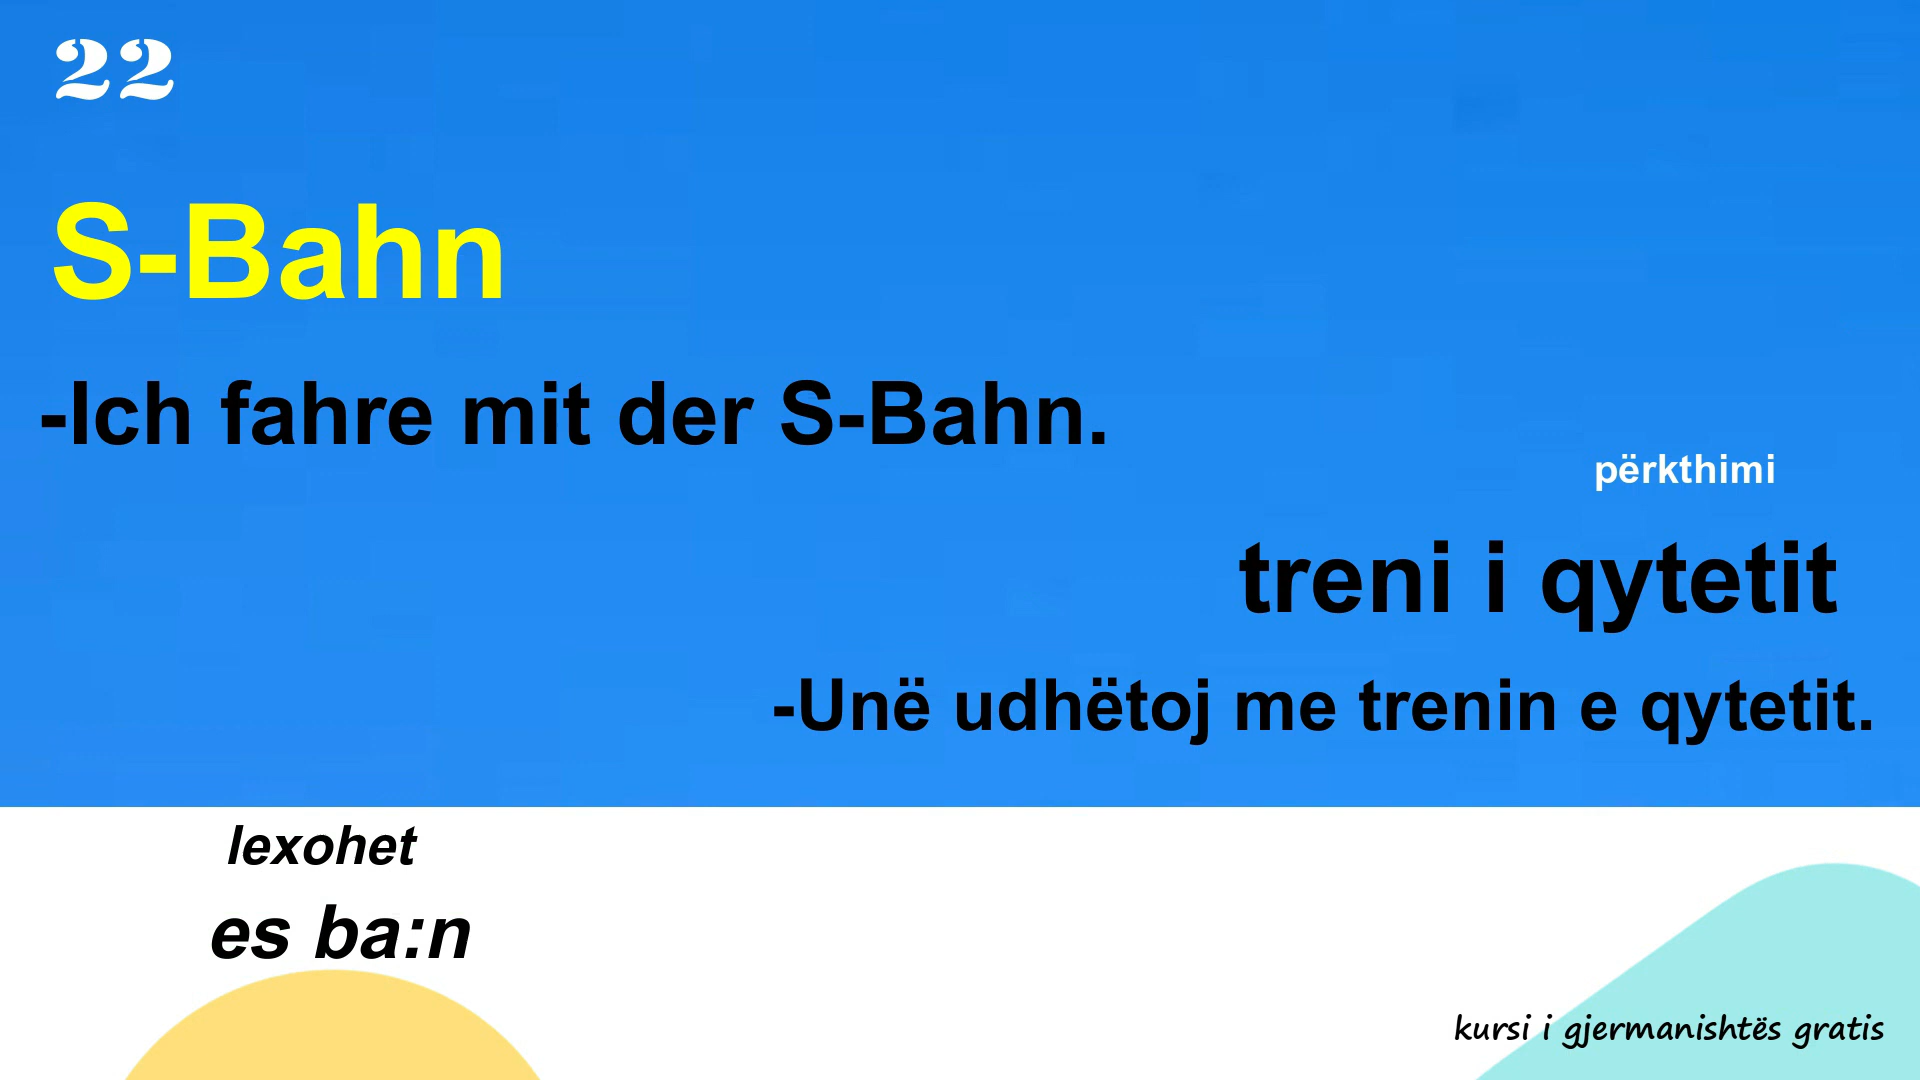 22
S-Bahn
-Ich fahre mit der S-Bahn.
përkthimi
treni i qytetit
-Unë udhëtoj me trenin e qytetit.
lexohet
es ba:n
kursi i gjermanishtës gratis